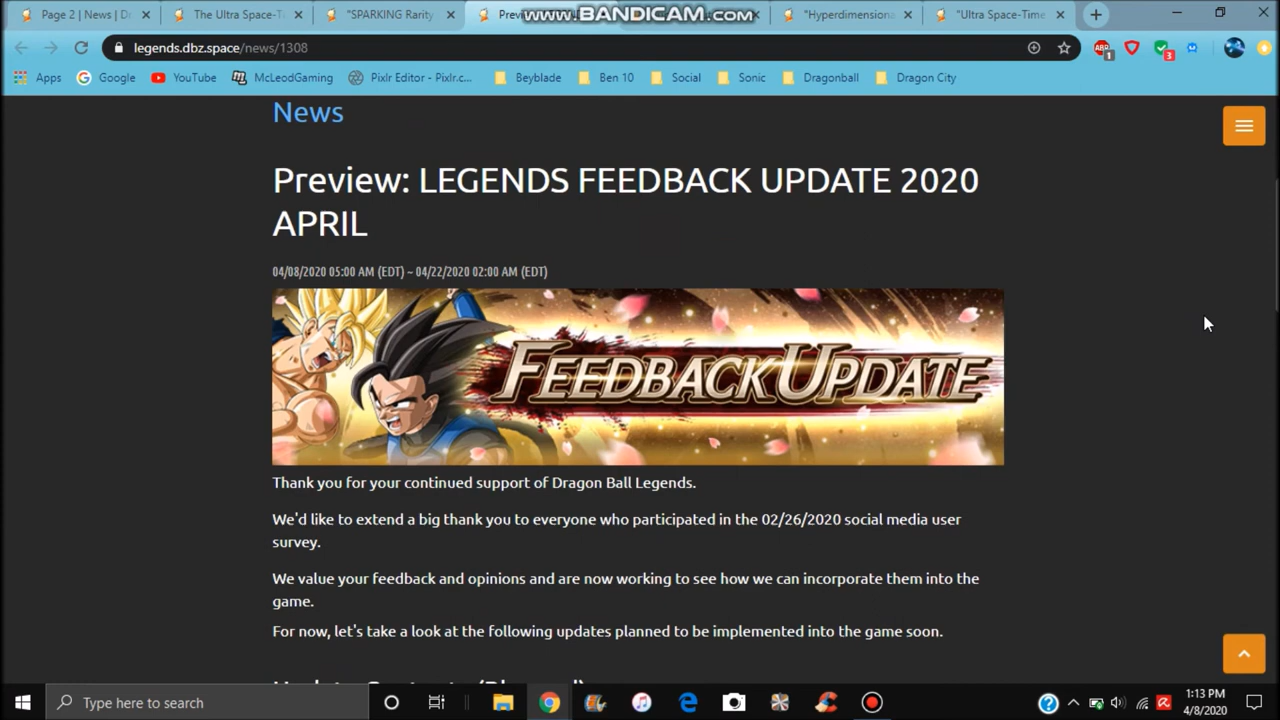 Page 2 | News | D
The Ultra Space-T
"SPARKING Rarity
Prev
www.BANDICAM.com
"Hyperdimensiona
"Ultra Space-Time
legends.dbz.space/news/1308
1
3
Apps
Google
YouTube
McLeodGaming
Pixlr Editor - Pixlr.c...
Beyblade
Ben 10
Social
Sonic
Dragonball
Dragon City
News
Preview: LEGENDS FEEDBACK UPDATE 2020
APRIL
04/08/2020 05:00 AM (EDT) ~ 04/22/2020 02:00 AM (EDT)
FEEDBACK UPDATE
Thank you for your continued support of Dragon Ball Legends.
We'd like to extend a big thank you to everyone who participated in the 02/26/2020 social media user
survey.
We value your feedback and opinions and are now working to see how we can incorporate them into the
game.
For now, let's take a look at the following updates planned to be implemented into the game soon.
Type here to search
1:13 PM
4/8/2020